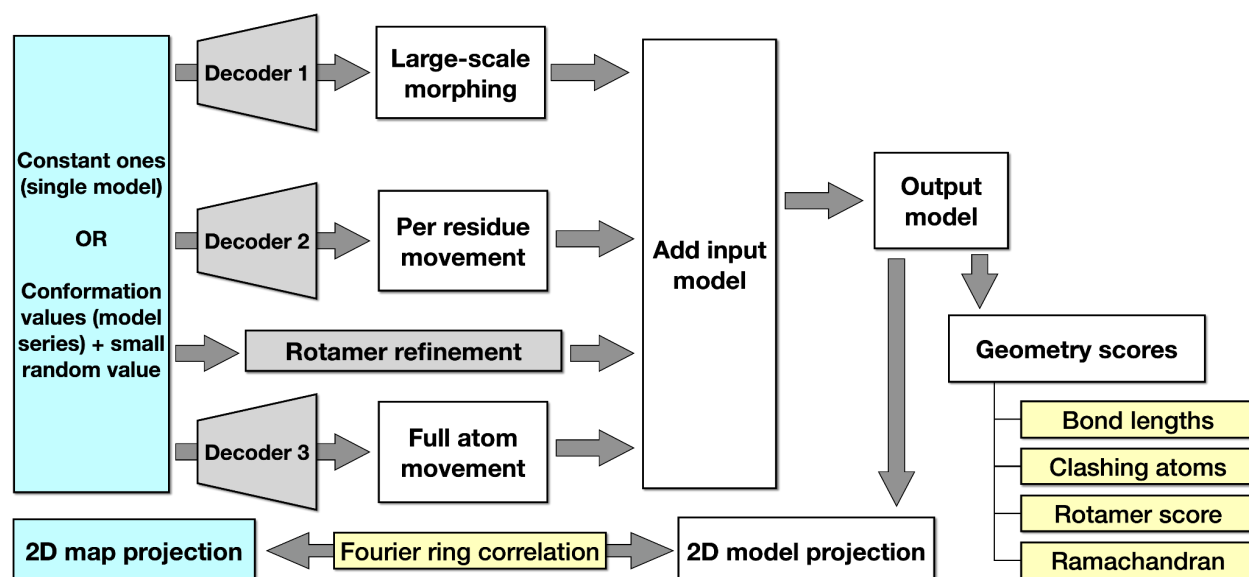 Constant ones
(single model)
OR
Conformation
values (model
series) + small
random value
Decoder 1
Large-scale
morphing
Decoder 2
Per residue
movement
Rotamer refinement
Decoder 3
Full atom
movement
Add input
model
Output
model
Geometry scores
Bond lengths
Clashing atoms
Rotamer score
Ramachandran
2D map projection
Fourier ring correlation
2D model projection